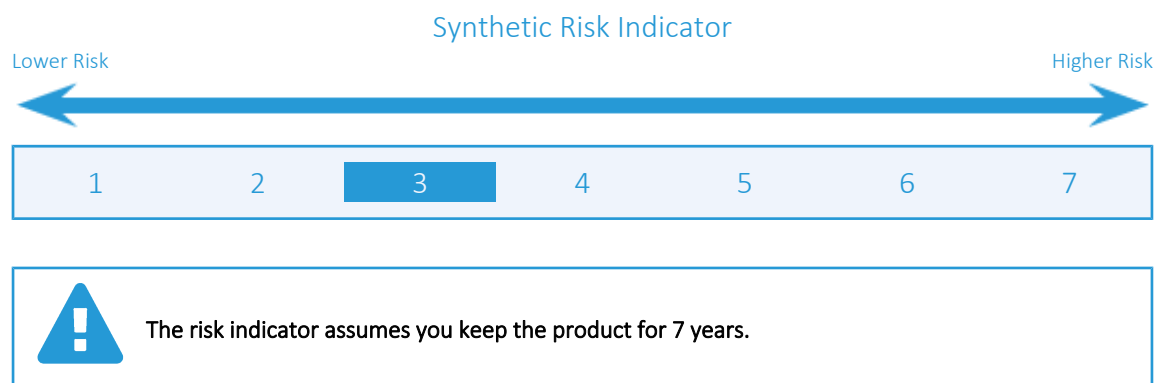 Synthetic Risk Indicator
Lower Risk Higher Risk
1 2 3 4 5 6 7
The risk indicator assumes you keep the product for 7 years.